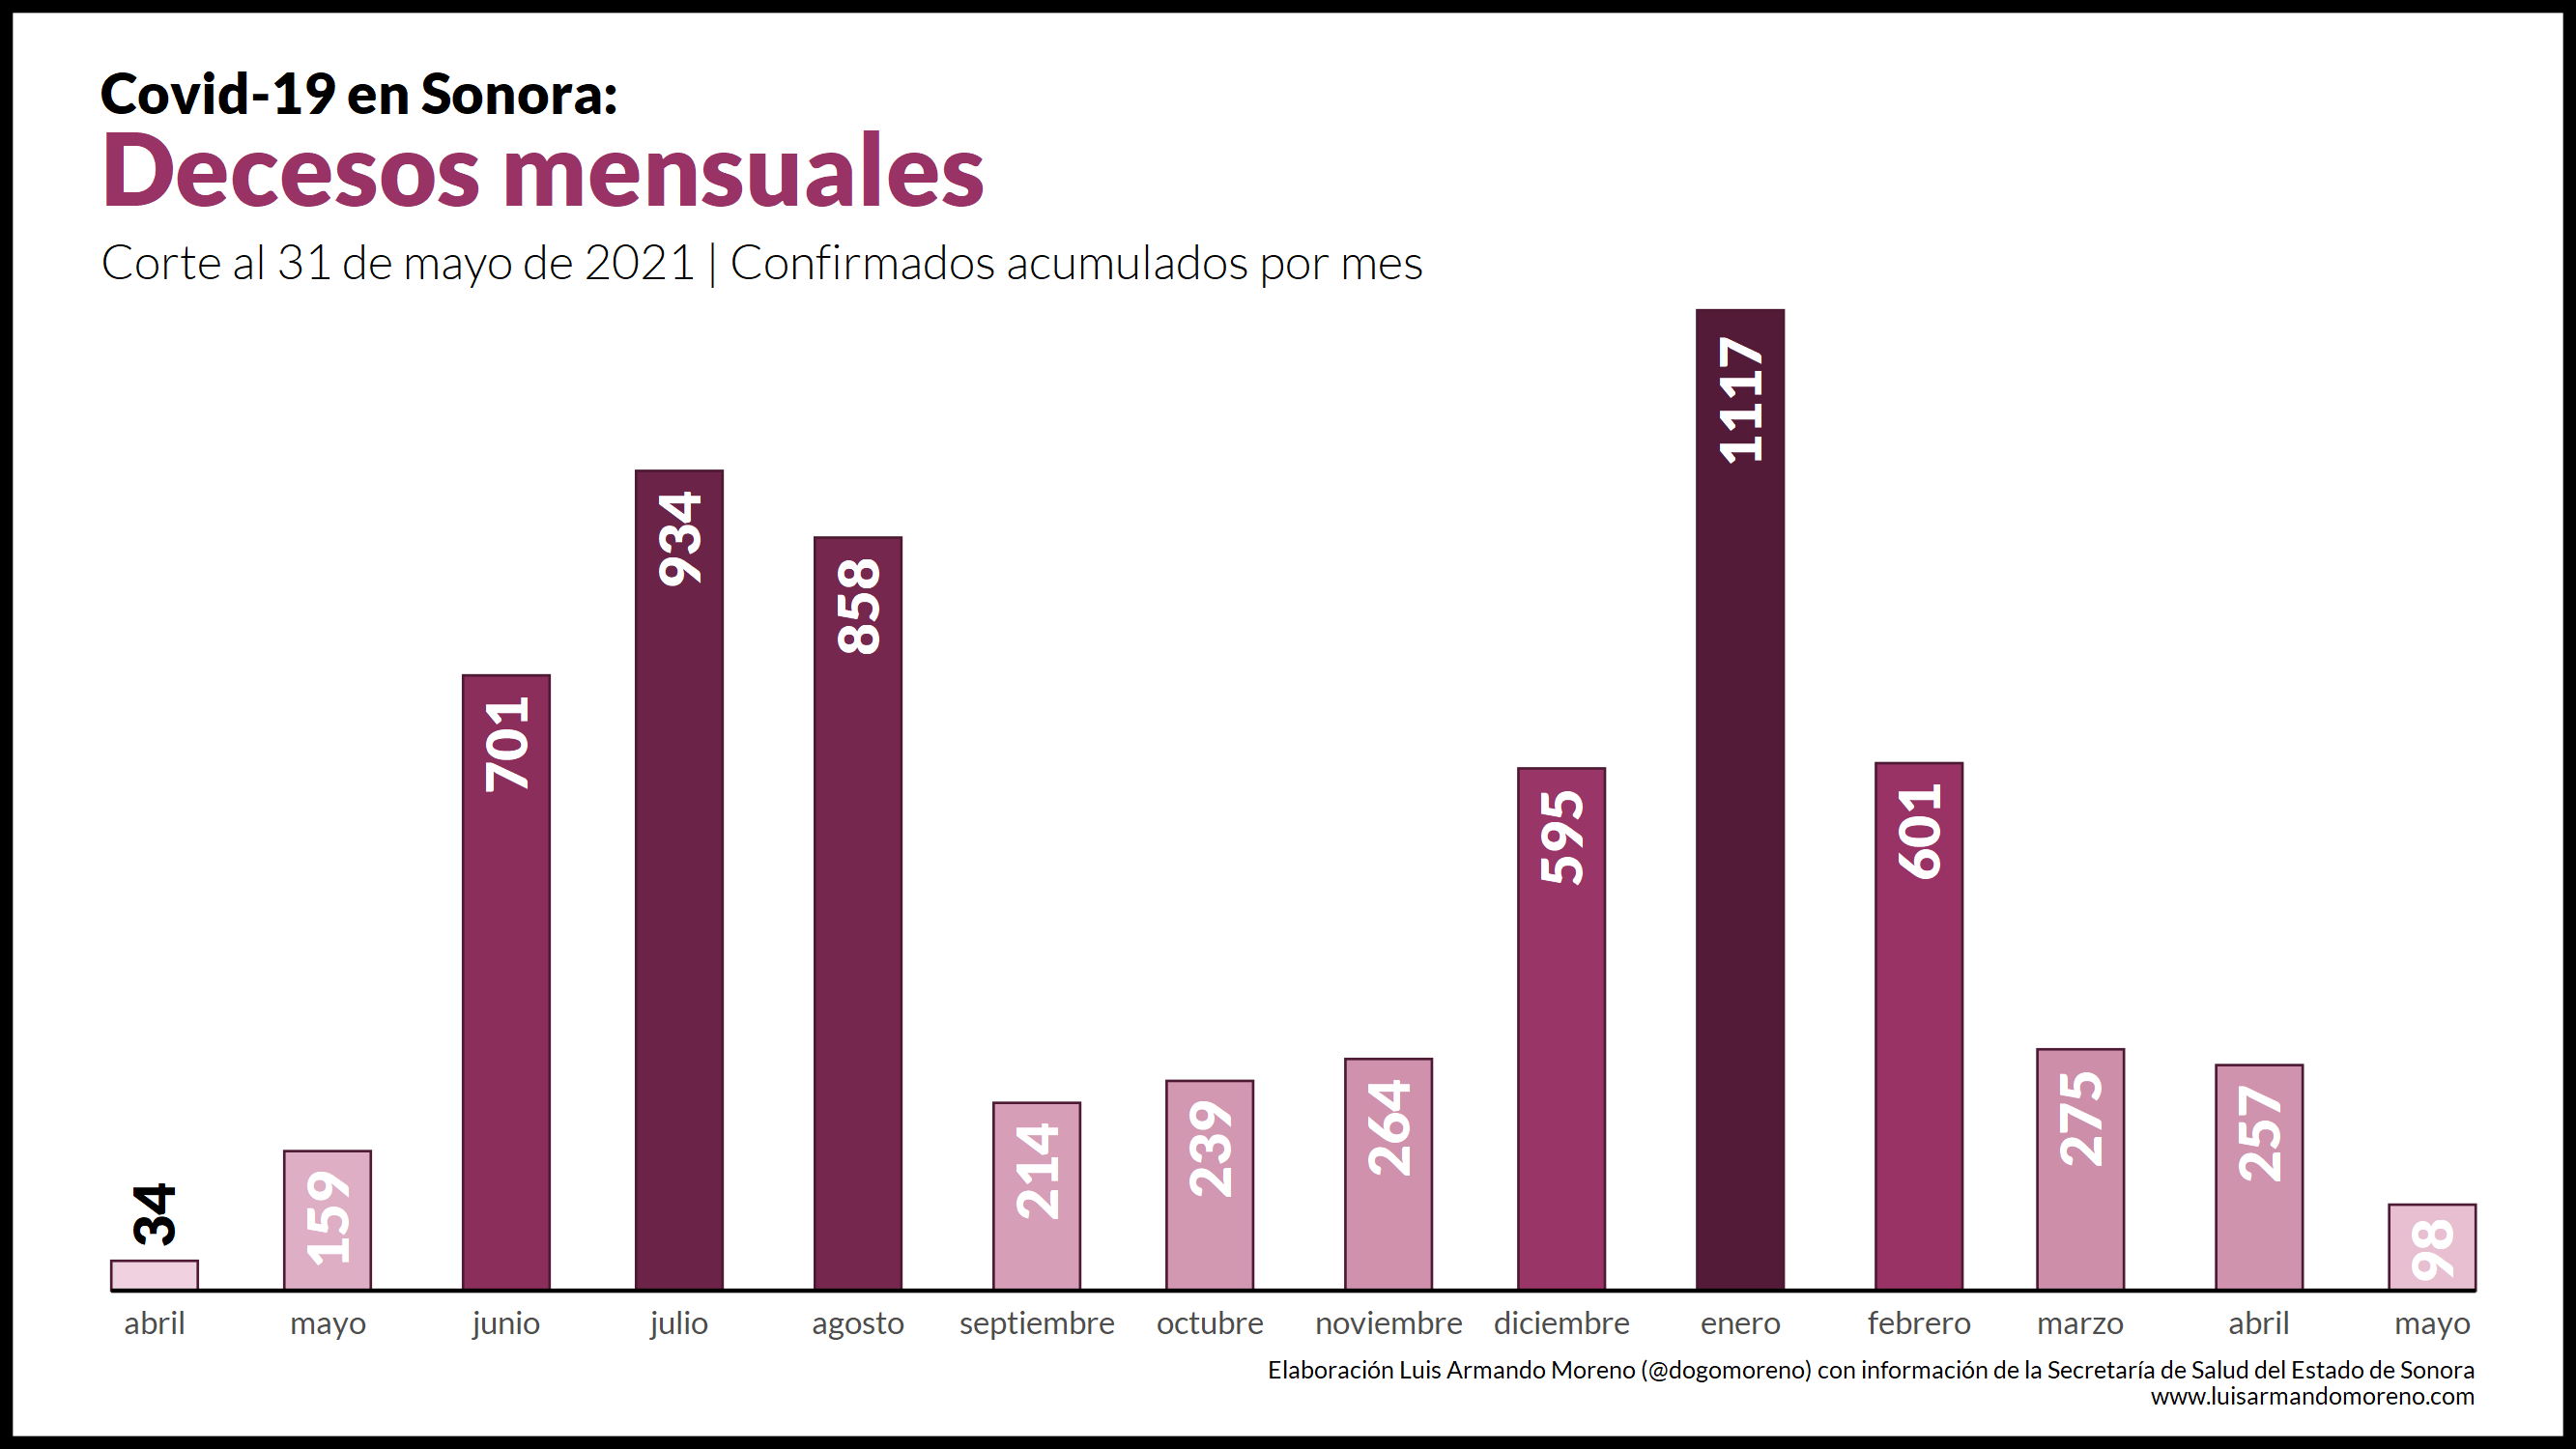 Covid-19 en Sonora:
Decesos mensuales
Corte al 31 de mayo de 2021 | Confirmados acumulados por mes
34
159
701
934
858
214
239
264
595
1117
601
275
257
98
abril
mayo
junio
julio
agosto
septiembre
octubre
noviembre
diciembre
enero
febrero
marzo
abril
mayo
Elaboración Luis Armando Moreno (@dogomoreno) con información de la Secretaría de Salud del Estado de Sonora
www.luisarmandomoreno.com